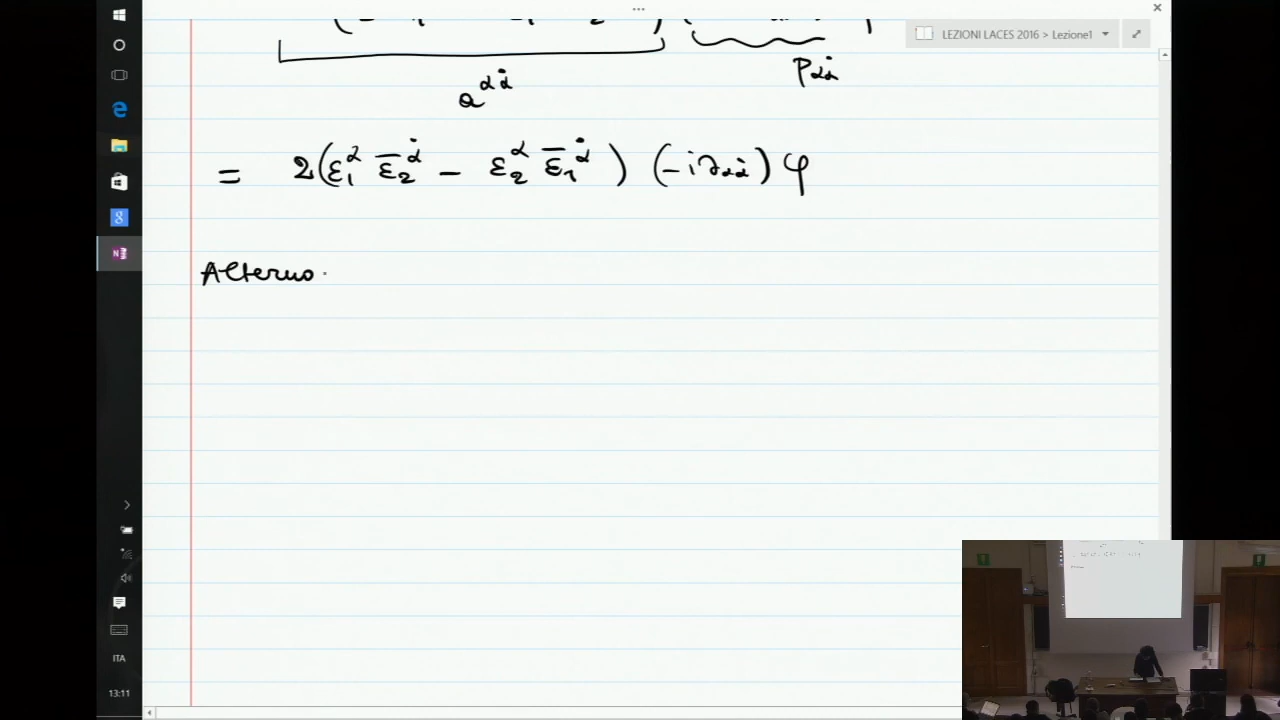 LEZIONI LACES 2016 > Lezione1
a^{αα̇}
P_{αα̇}
= 2(ε₁^α ε̄₂^α̇ − ε₂^α ε̄₁^α̇) (−i∂_{αα̇}) φ
Alterno
ITA
13:11